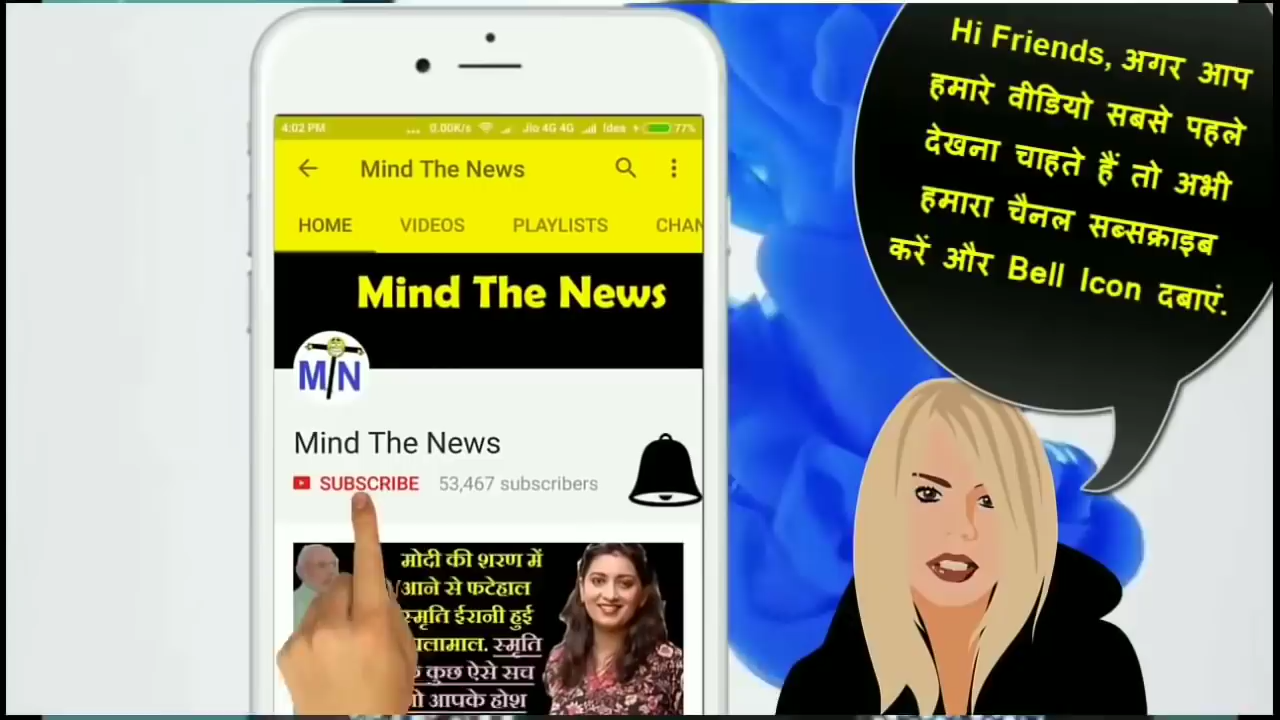 4:02 PM ... 0.00K/s Jio 4G 4G Idea 77%
Mind The News
HOME VIDEOS PLAYLISTS CHAN
Mind The News
M N
Mind The News
SUBSCRIBE 53,467 subscribers
मोदी की शरण में
आने से फटेहाल
स्मृति ईरानी हुई
स्मृति
कुछ ऐसे सच
आपके होश
Hi Friends, अगर आप
हमारे वीडियो सबसे पहले
देखना चाहते हैं तो अभी
हमारा चैनल सब्सक्राइब
करें और Bell Icon दबाएं.